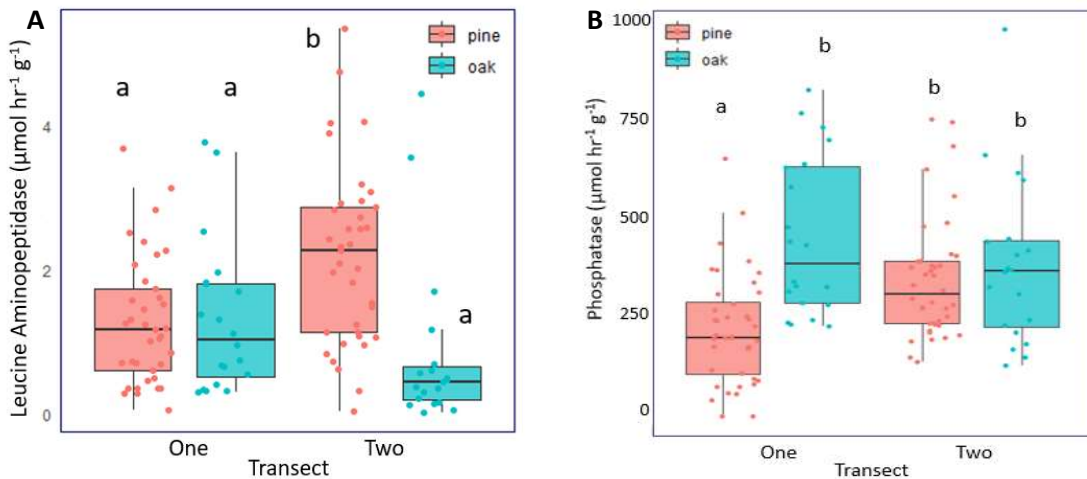 A
Leucine Aminopeptidase (μmol hr⁻¹ g⁻¹)
4
2
0
a
a
b
a
pine
oak
One
Two
Transect
B
Phosphatase (μmol hr⁻¹ g⁻¹)
1000
750
500
250
0
pine
oak
a
b
b
b
One
Two
Transect